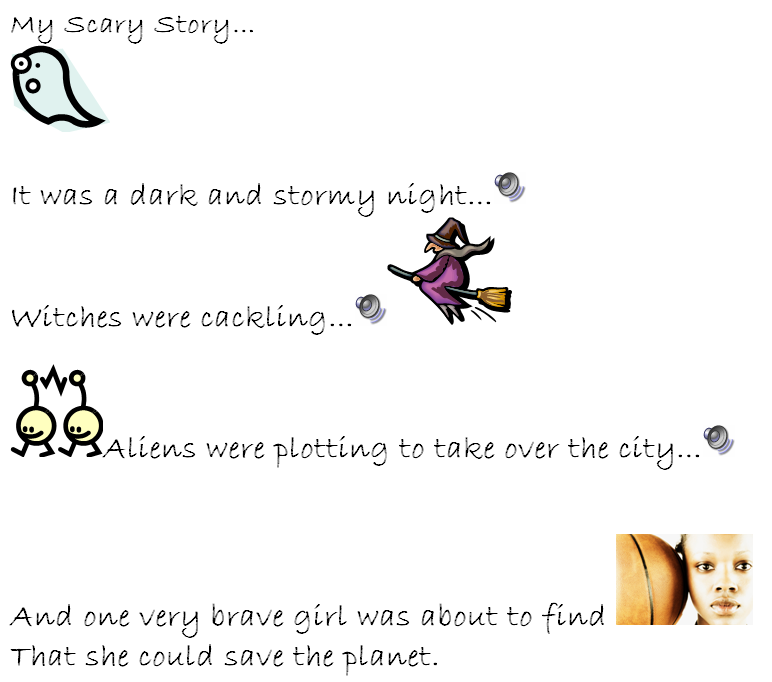 My Scary Story...
It was a dark and stormy night...
Witches were cackling...
Aliens were plotting to take over the city...
And one very brave girl was about to find
That she could save the planet.